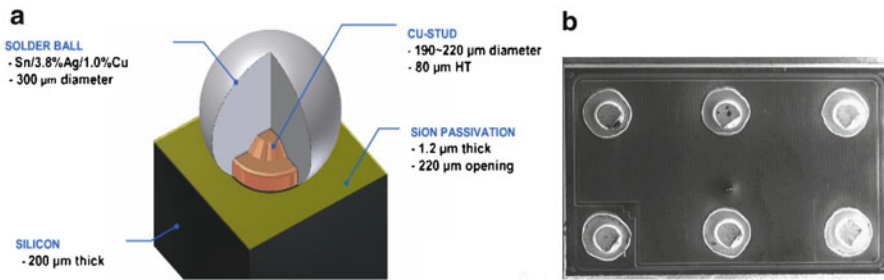 a
SOLDER BALL
- Sn/3.8%Ag/1.0%Cu
- 300 µm diameter
CU-STUD
- 190~220 µm diameter
- 80 µm HT
SiON PASSIVATION
- 1.2 µm thick
- 220 µm opening
SILICON
- 200 µm thick
b